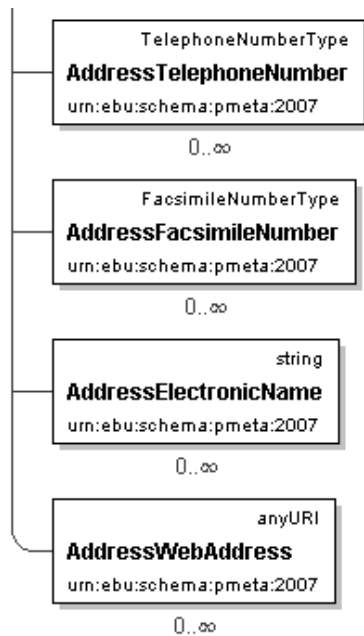 TelephoneNumberType
AddressTelephoneNumber
urn:ebu:schema:pmeta:2007
0..∞
FacsimileNumberType
AddressFacsimileNumber
urn:ebu:schema:pmeta:2007
0..∞
string
AddressElectronicName
urn:ebu:schema:pmeta:2007
0..∞
anyURI
AddressWebAddress
urn:ebu:schema:pmeta:2007
0..∞